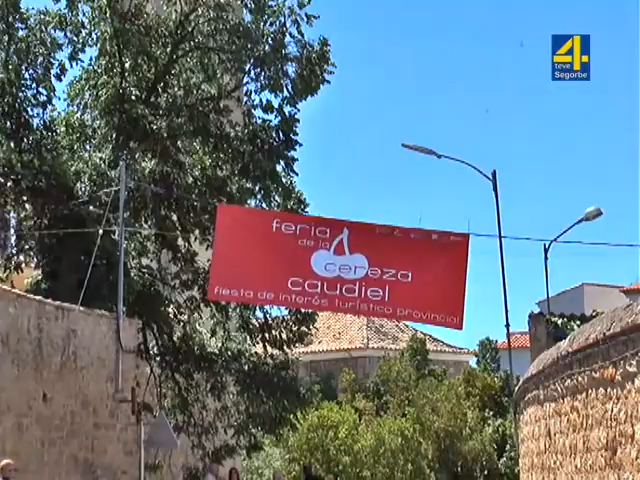 4
teve
Segorbe
feria
de la
cereza
caudiel
fiesta de interés turístico provincial